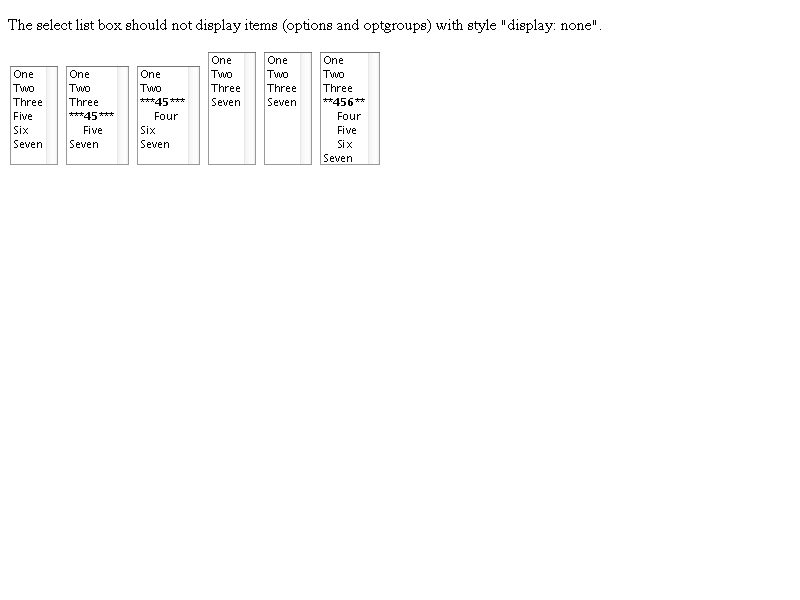 The select list box should not display items (options and optgroups) with style "display: none".
One
Two
Three
Five
Six
Seven
One
Two
Three
***45***
Five
Seven
One
Two
***45***
Four
Six
Seven
One
Two
Three
Seven
One
Two
Three
Seven
One
Two
Three
**456**
Four
Five
Six
Seven